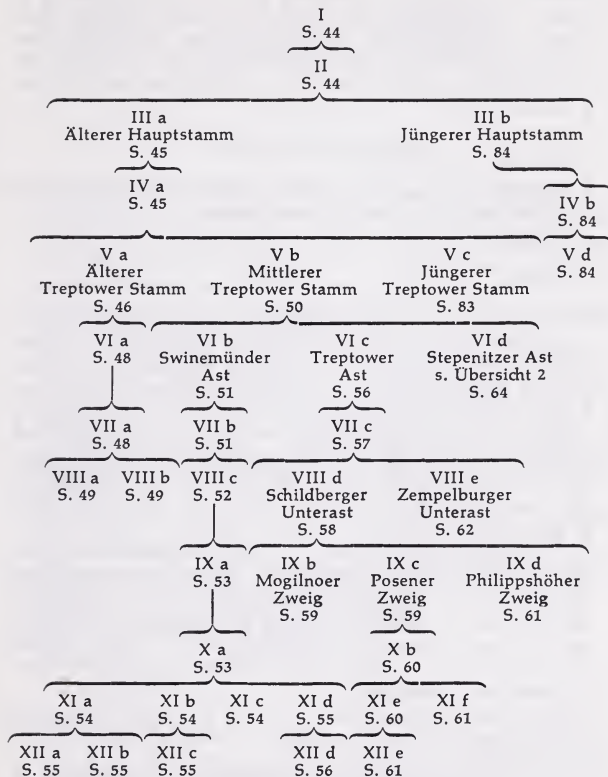 I
S. 44
II
S. 44
III a III b
Älterer Hauptstamm Jüngerer Hauptstamm
S. 45 S. 84
IV a IV b
S. 45 S. 84
V a V b V c V d
Älterer Mittlerer Jüngerer S. 84
Treptower Stamm Treptower Stamm Treptower Stamm
S. 46 S. 50 S. 83
VI a VI b VI c VI d
S. 48 Swinemünder Treptower Stepenitzer Ast
Ast Ast s. Übersicht 2
S. 51 S. 56 S. 64
VII a VII b VII c
S. 48 S. 51 S. 57
VIII a VIII b VIII c VIII d VIII e
S. 49 S. 49 S. 52 Schildberger Zempelburger
Unterast Unterast
S. 58 S. 62
IX a IX b IX c IX d
S. 53 Mogilnoer Posener Philippshöher
Zweig Zweig Zweig
S. 59 S. 59 S. 61
X a X b
S. 53 S. 60
XI a XI b XI c XI d XI e XI f
S. 54 S. 54 S. 54 S. 55 S. 60 S. 61
XII a XII b XII c XII d XII e
S. 55 S. 55 S. 55 S. 56 S. 61